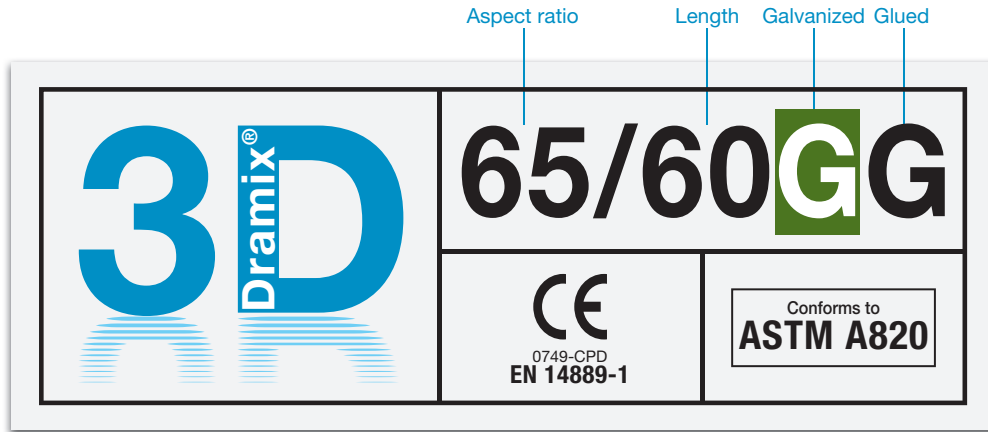 Aspect ratio Length Galvanized Glued
3D
Dramix®
65/60GG
CE
0749-CPD
EN 14889-1
Conforms to
ASTM A820